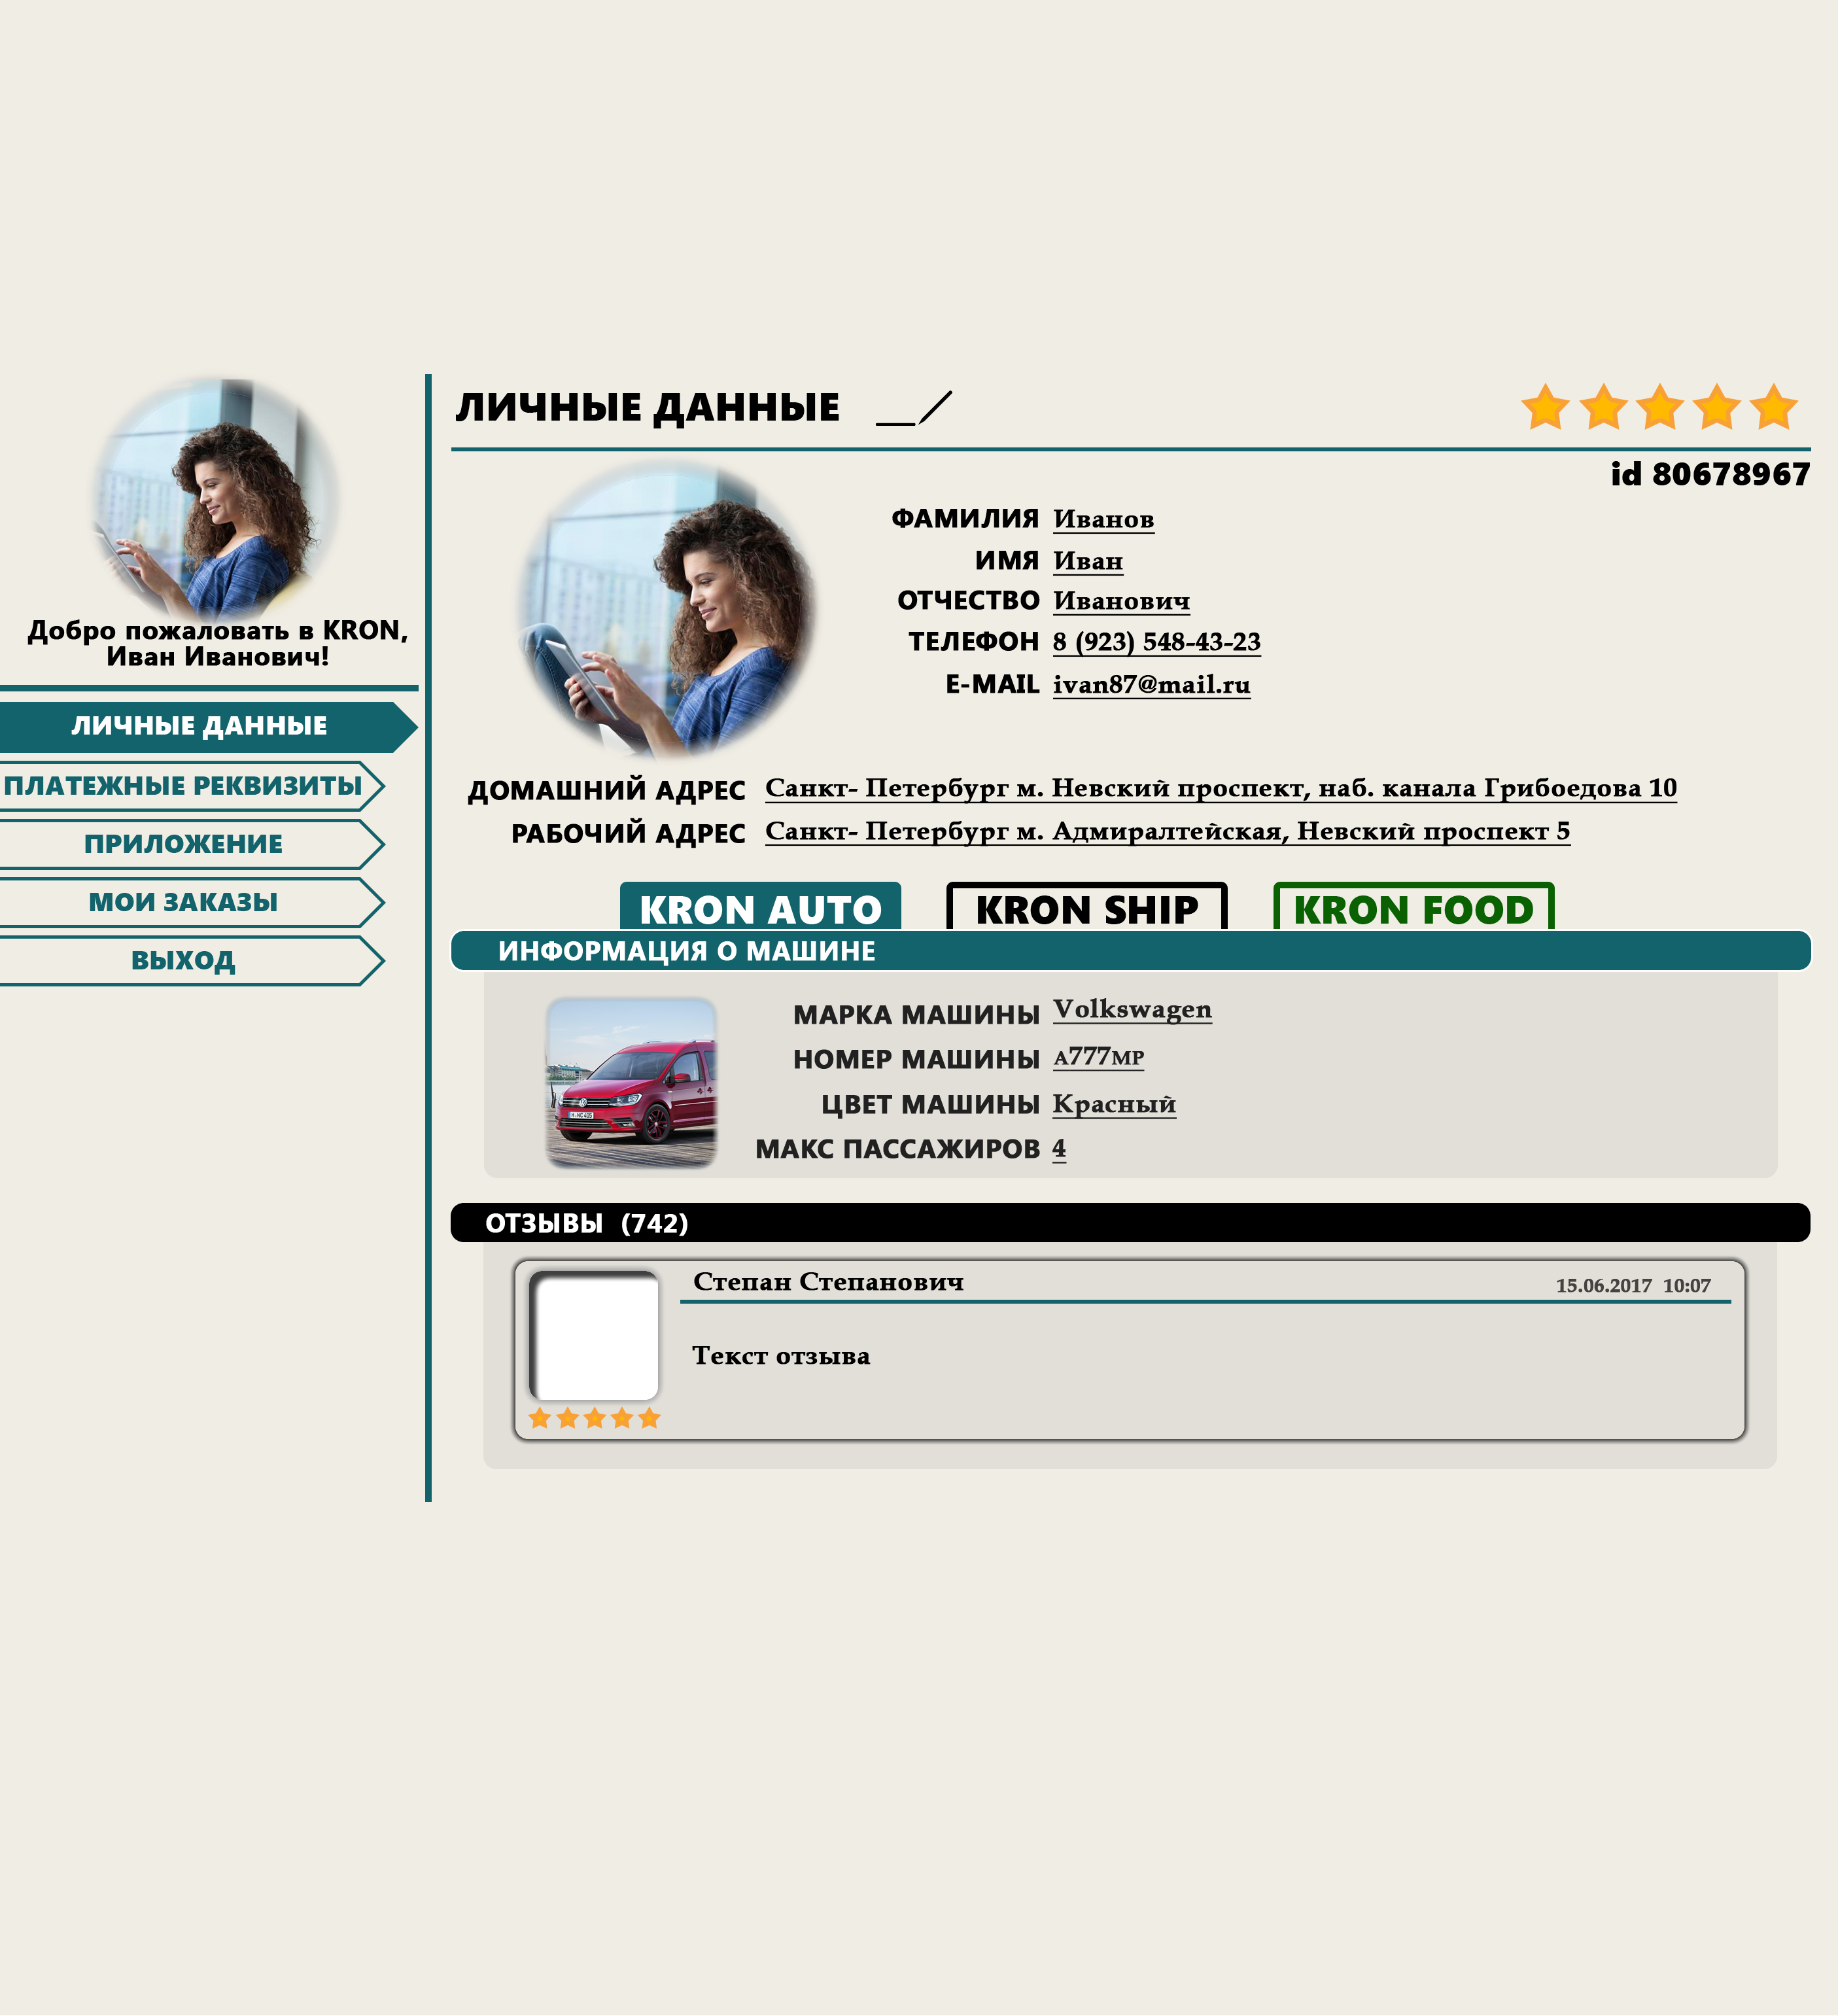 Добро пожаловать в KRON,
Иван Иванович!
ЛИЧНЫЕ ДАННЫЕ
ПЛАТЕЖНЫЕ РЕКВИЗИТЫ
ПРИЛОЖЕНИЕ
МОИ ЗАКАЗЫ
ВЫХОД
ЛИЧНЫЕ ДАННЫЕ
id 80678967
ФАМИЛИЯ Иванов
ИМЯ Иван
ОТЧЕСТВО Иванович
ТЕЛЕФОН 8 (923) 548-43-23
E-MAIL ivan87@mail.ru
ДОМАШНИЙ АДРЕС Санкт- Петербург м. Невский проспект, наб. канала Грибоедова 10
РАБОЧИЙ АДРЕС Санкт- Петербург м. Адмиралтейская, Невский проспект 5
KRON AUTO KRON SHIP KRON FOOD
ИНФОРМАЦИЯ О МАШИНЕ
МАРКА МАШИНЫ Volkswagen
НОМЕР МАШИНЫ А777МР
ЦВЕТ МАШИНЫ Красный
МАКС ПАССАЖИРОВ 4
ОТЗЫВЫ (742)
Степан Степанович 15.06.2017 10:07
Текст отзыва